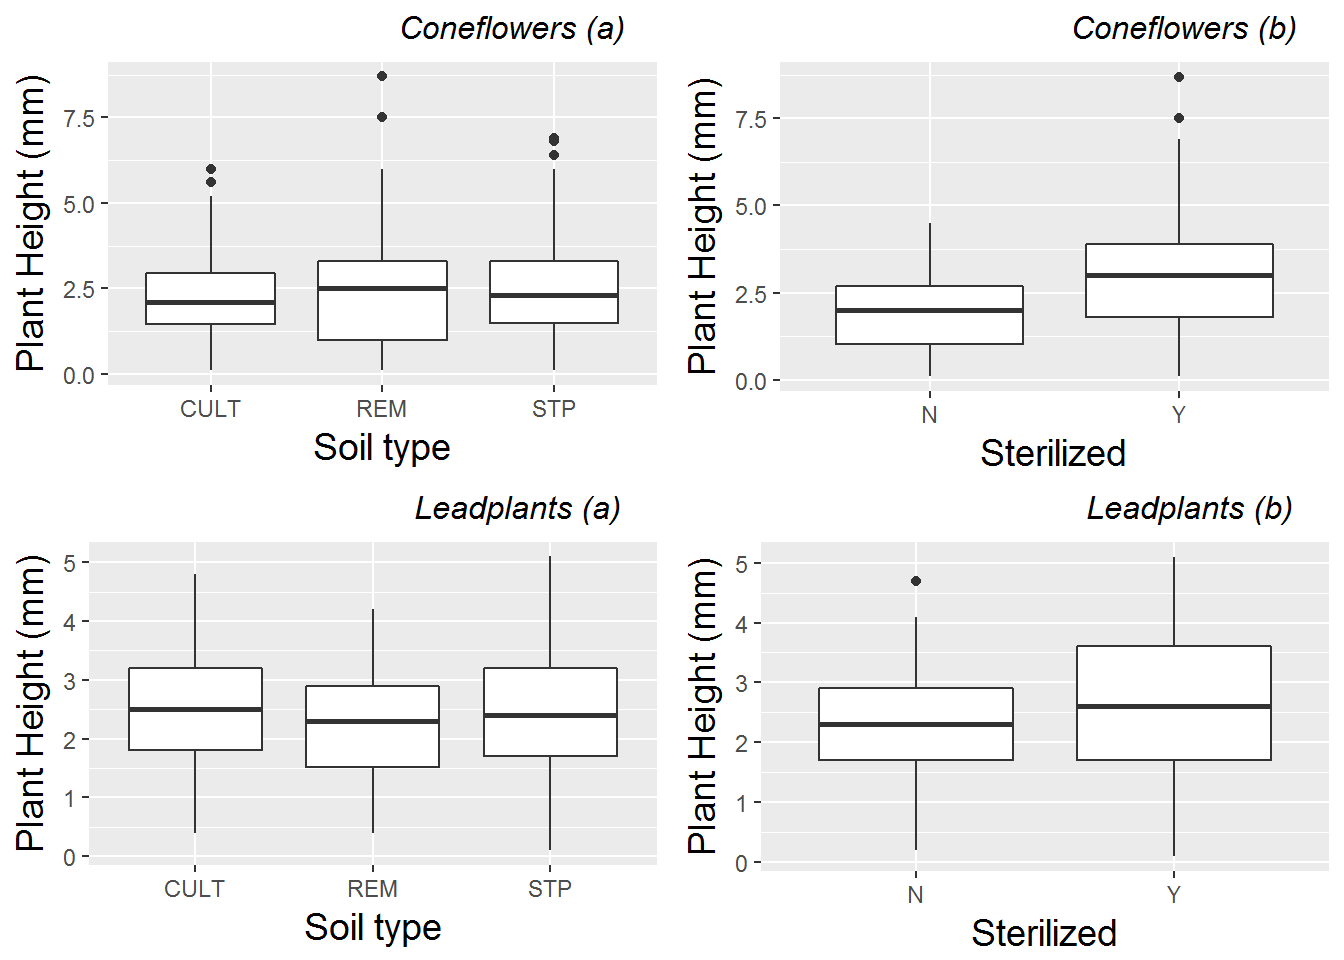 Coneflowers (a)
Plant Height (mm)
7.5
5.0
2.5
0.0
CULT REM STP
Soil type
Coneflowers (b)
Plant Height (mm)
7.5
5.0
2.5
0.0
N Y
Sterilized
Leadplants (a)
Plant Height (mm)
5
4
3
2
1
0
CULT REM STP
Soil type
Leadplants (b)
Plant Height (mm)
5
4
3
2
1
0
N Y
Sterilized